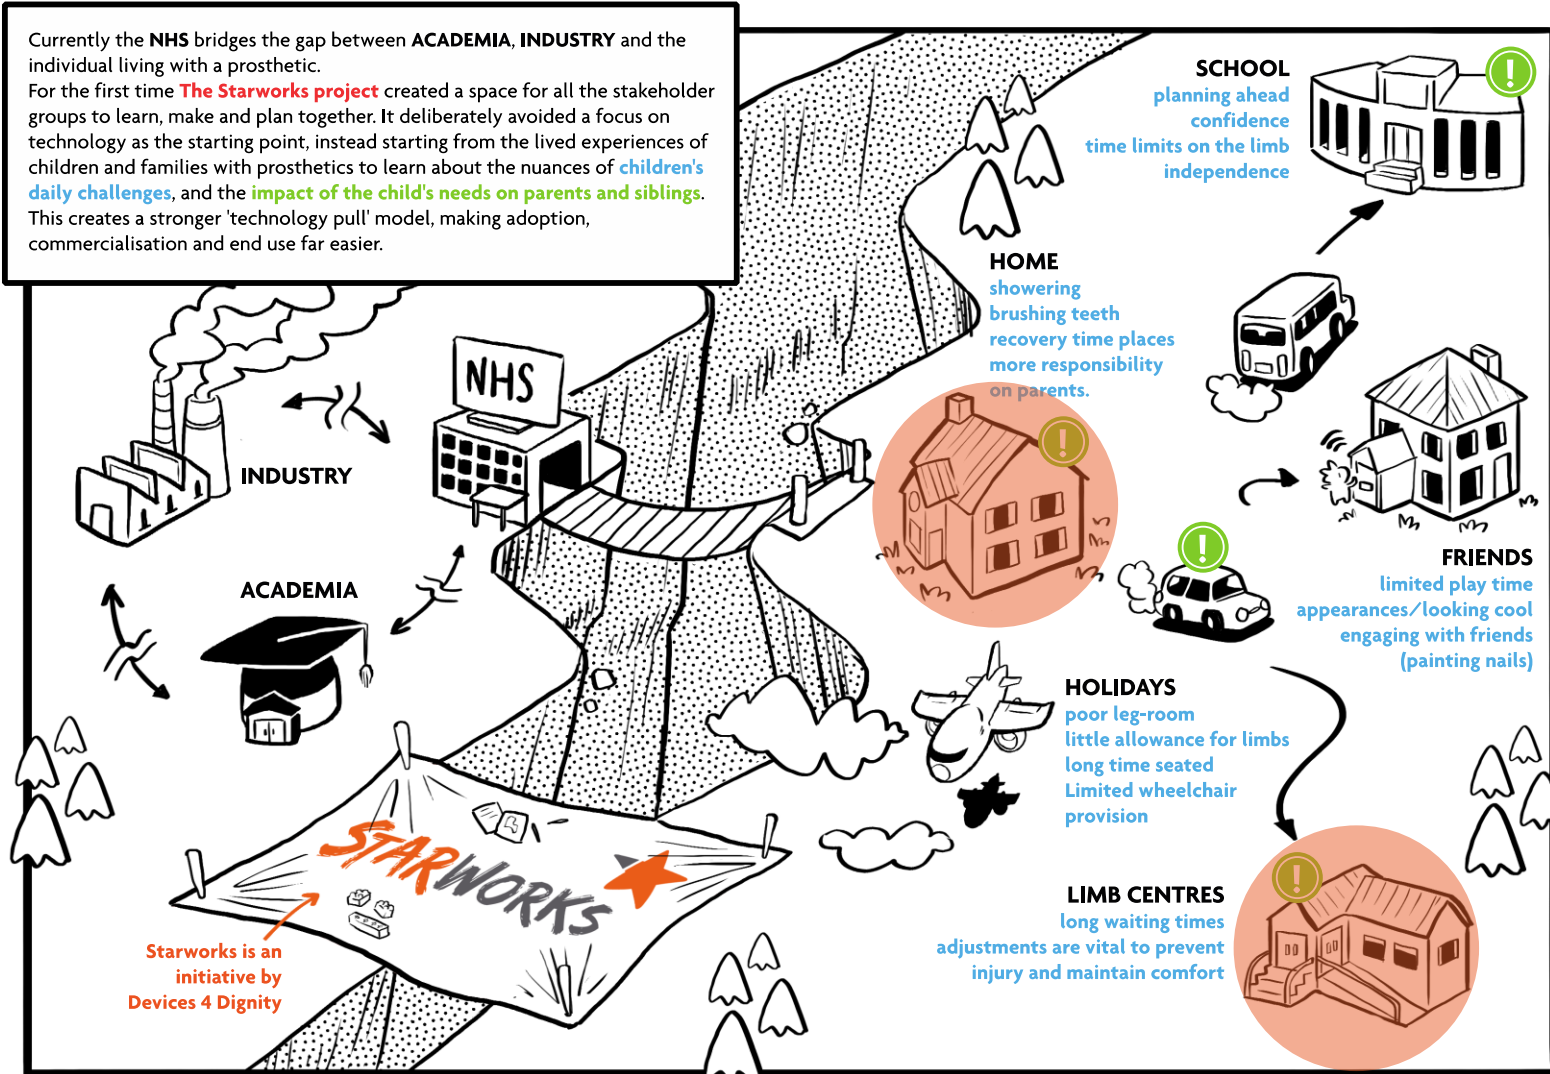 Currently the NHS bridges the gap between ACADEMIA, INDUSTRY and the
individual living with a prosthetic.
For the first time The Starworks project created a space for all the stakeholder
groups to learn, make and plan together. It deliberately avoided a focus on
technology as the starting point, instead starting from the lived experiences of
children and families with prosthetics to learn about the nuances of children's
daily challenges, and the impact of the child's needs on parents and siblings.
This creates a stronger 'technology pull' model, making adoption,
commercialisation and end use far easier.
SCHOOL
planning ahead
confidence
time limits on the limb
independence
!
HOME
showering
brushing teeth
recovery time places
more responsibility
on parents.
!
NHS
INDUSTRY
ACADEMIA
!
FRIENDS
limited play time
appearances/looking cool
engaging with friends
(painting nails)
HOLIDAYS
poor leg-room
little allowance for limbs
long time seated
Limited wheelchair
provision
LIMB CENTRES
long waiting times
adjustments are vital to prevent
injury and maintain comfort
!
STARWORKS
Starworks is an
initiative by
Devices 4 Dignity